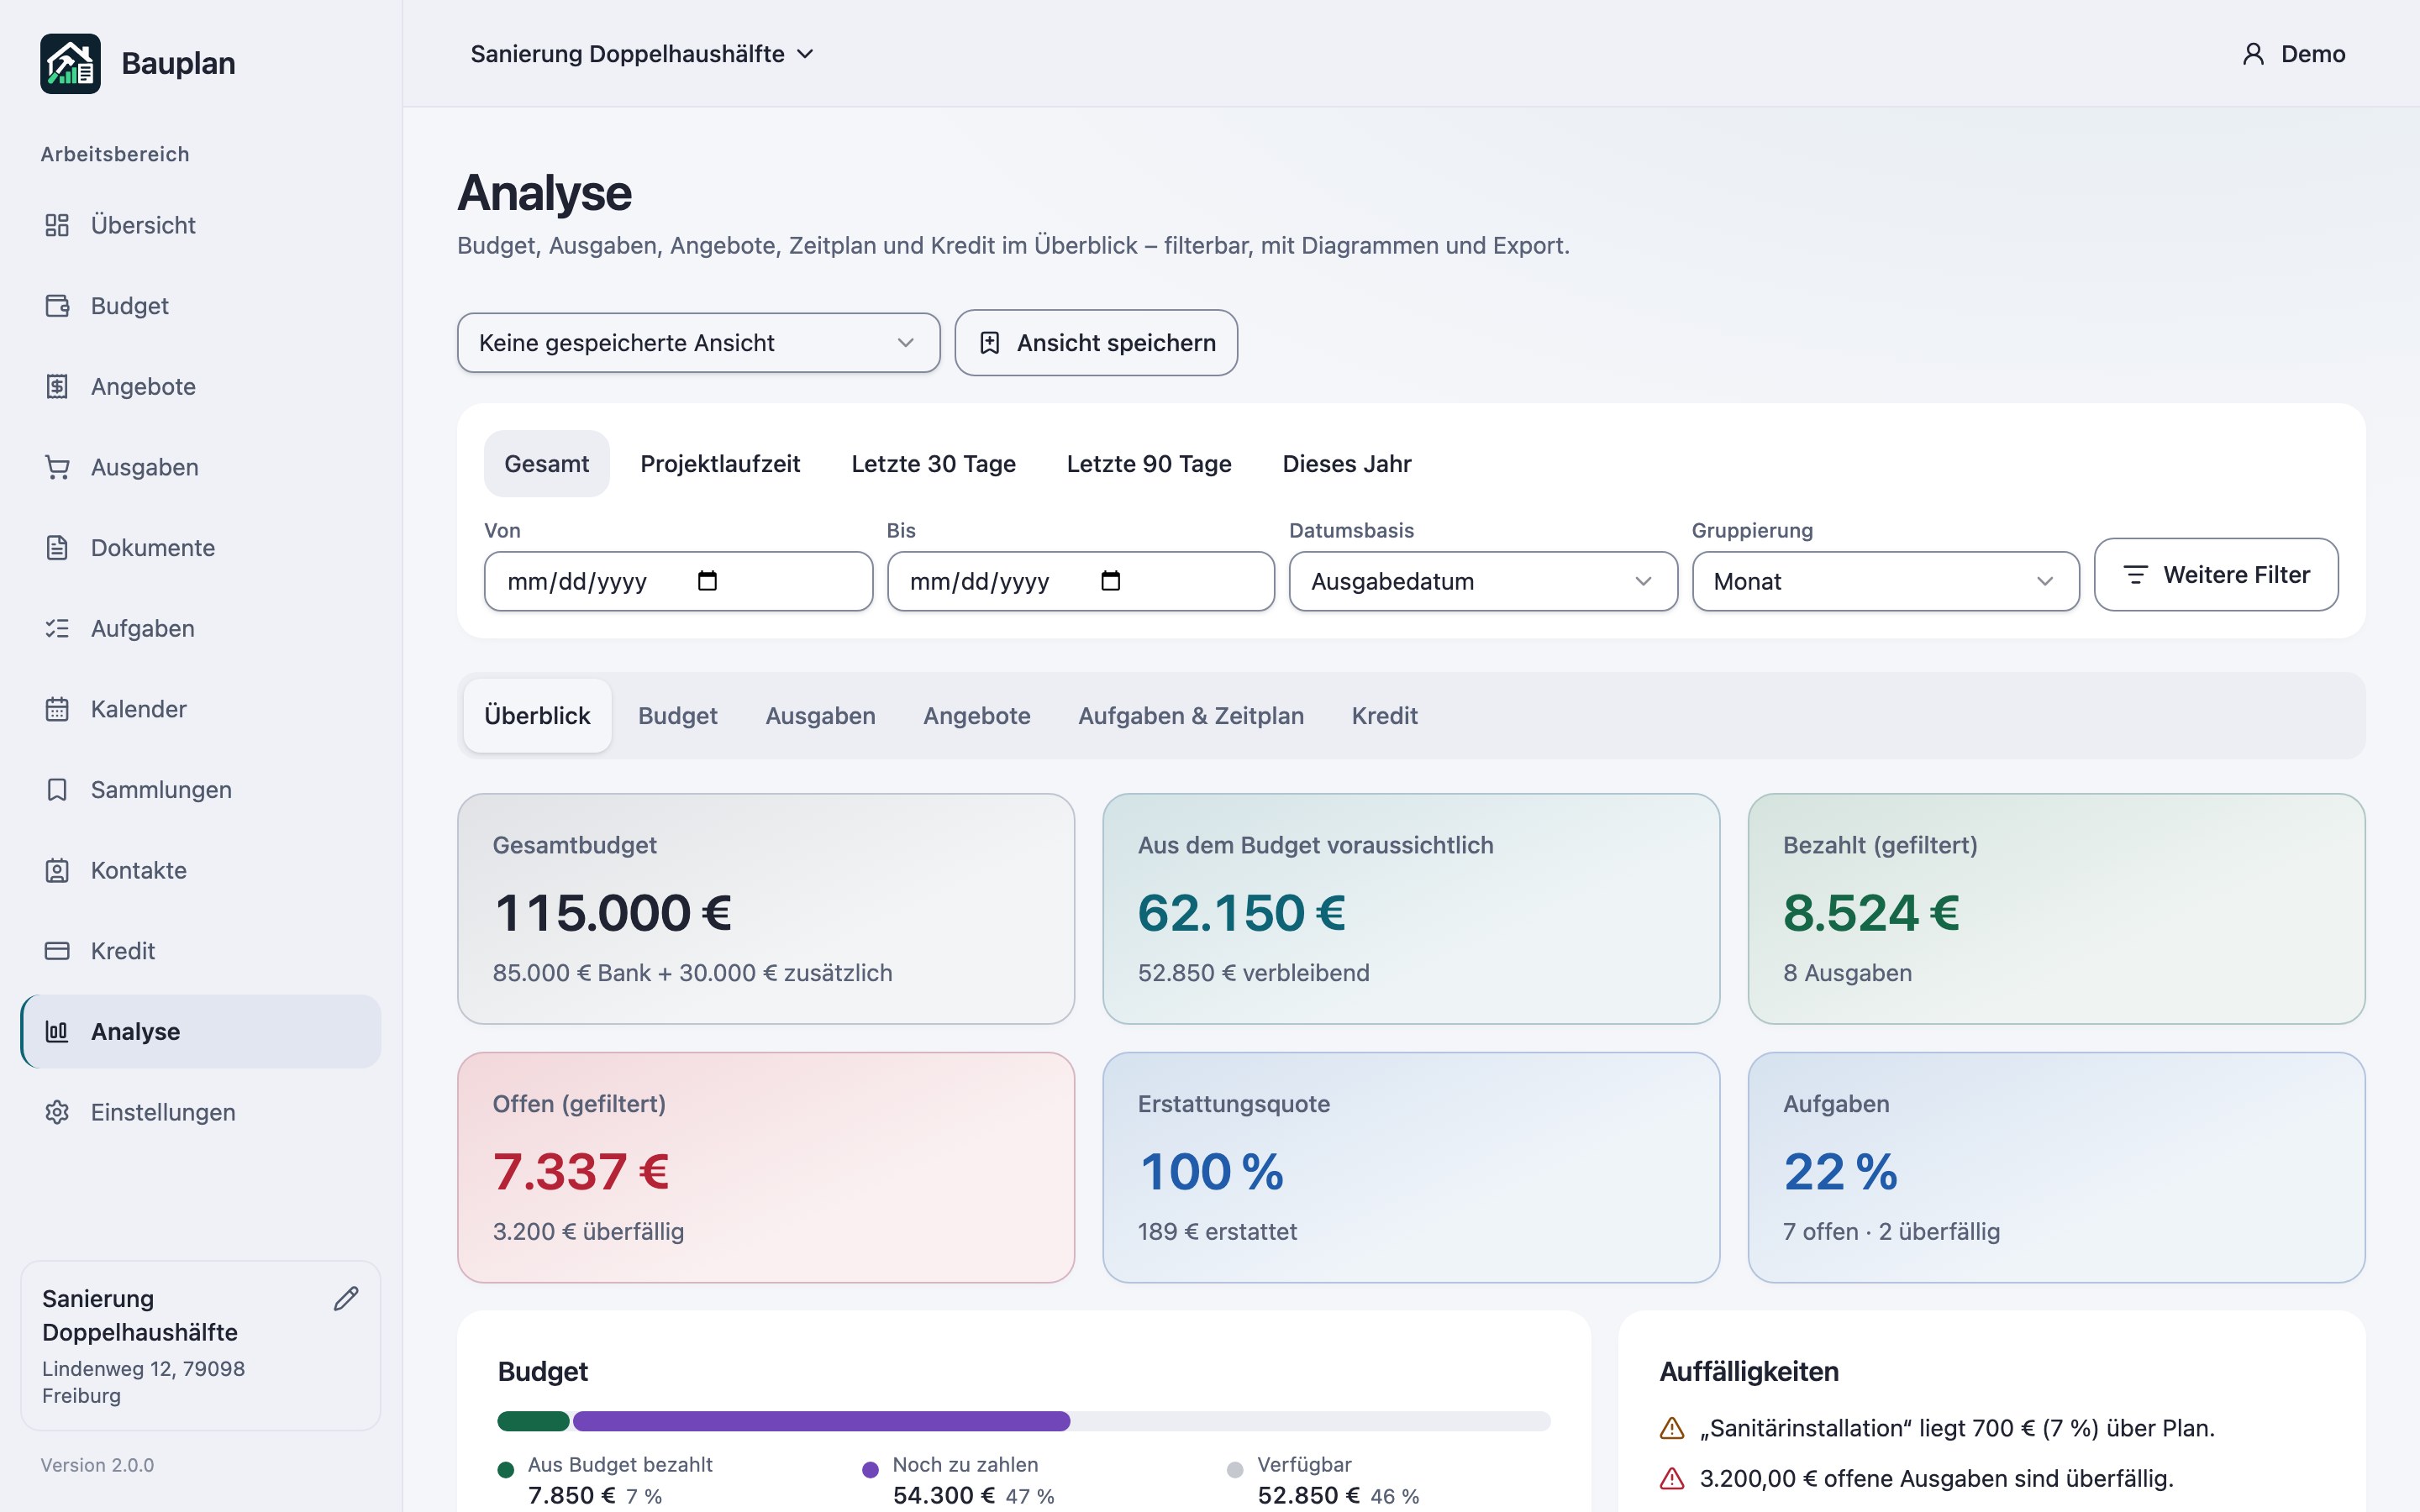 Bauplan
Arbeitsbereich
Übersicht
Budget
Angebote
Ausgaben
Dokumente
Aufgaben
Kalender
Sammlungen
Kontakte
Kredit
Analyse
Einstellungen
Sanierung
Doppelhaushälfte
Lindenweg 12, 79098
Freiburg
Version 2.0.0
Sanierung Doppelhaushälfte
Demo
Analyse
Budget, Ausgaben, Angebote, Zeitplan und Kredit im Überblick – filterbar, mit Diagrammen und Export.
Keine gespeicherte Ansicht
Ansicht speichern
Gesamt Projektlaufzeit Letzte 30 Tage Letzte 90 Tage Dieses Jahr
Von Bis Datumsbasis Gruppierung
mm/dd/yyyy mm/dd/yyyy Ausgabedatum Monat Weitere Filter
Überblick Budget Ausgaben Angebote Aufgaben & Zeitplan Kredit
Gesamtbudget
115.000 €
85.000 € Bank + 30.000 € zusätzlich
Aus dem Budget voraussichtlich
62.150 €
52.850 € verbleibend
Bezahlt (gefiltert)
8.524 €
8 Ausgaben
Offen (gefiltert)
7.337 €
3.200 € überfällig
Erstattungsquote
100 %
189 € erstattet
Aufgaben
22 %
7 offen · 2 überfällig
Budget
Aus Budget bezahlt
7.850 € 7 %
Noch zu zahlen
54.300 € 47 %
Verfügbar
52.850 € 46 %
Auffälligkeiten
„Sanitärinstallation“ liegt 700 € (7 %) über Plan.
3.200,00 € offene Ausgaben sind überfällig.